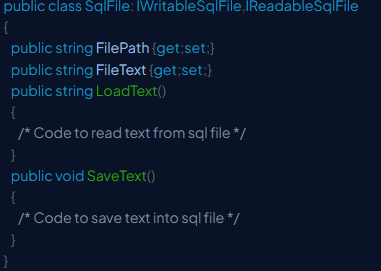 public class SqlFile: IWritableSqlFile,IReadableSqlFile
{
public string FilePath {get;set;}
public string FileText {get;set;}
public string LoadText()
{
/* Code to read text from sql file */
}
public void SaveText()
{
/* Code to save text into sql file */
}
}